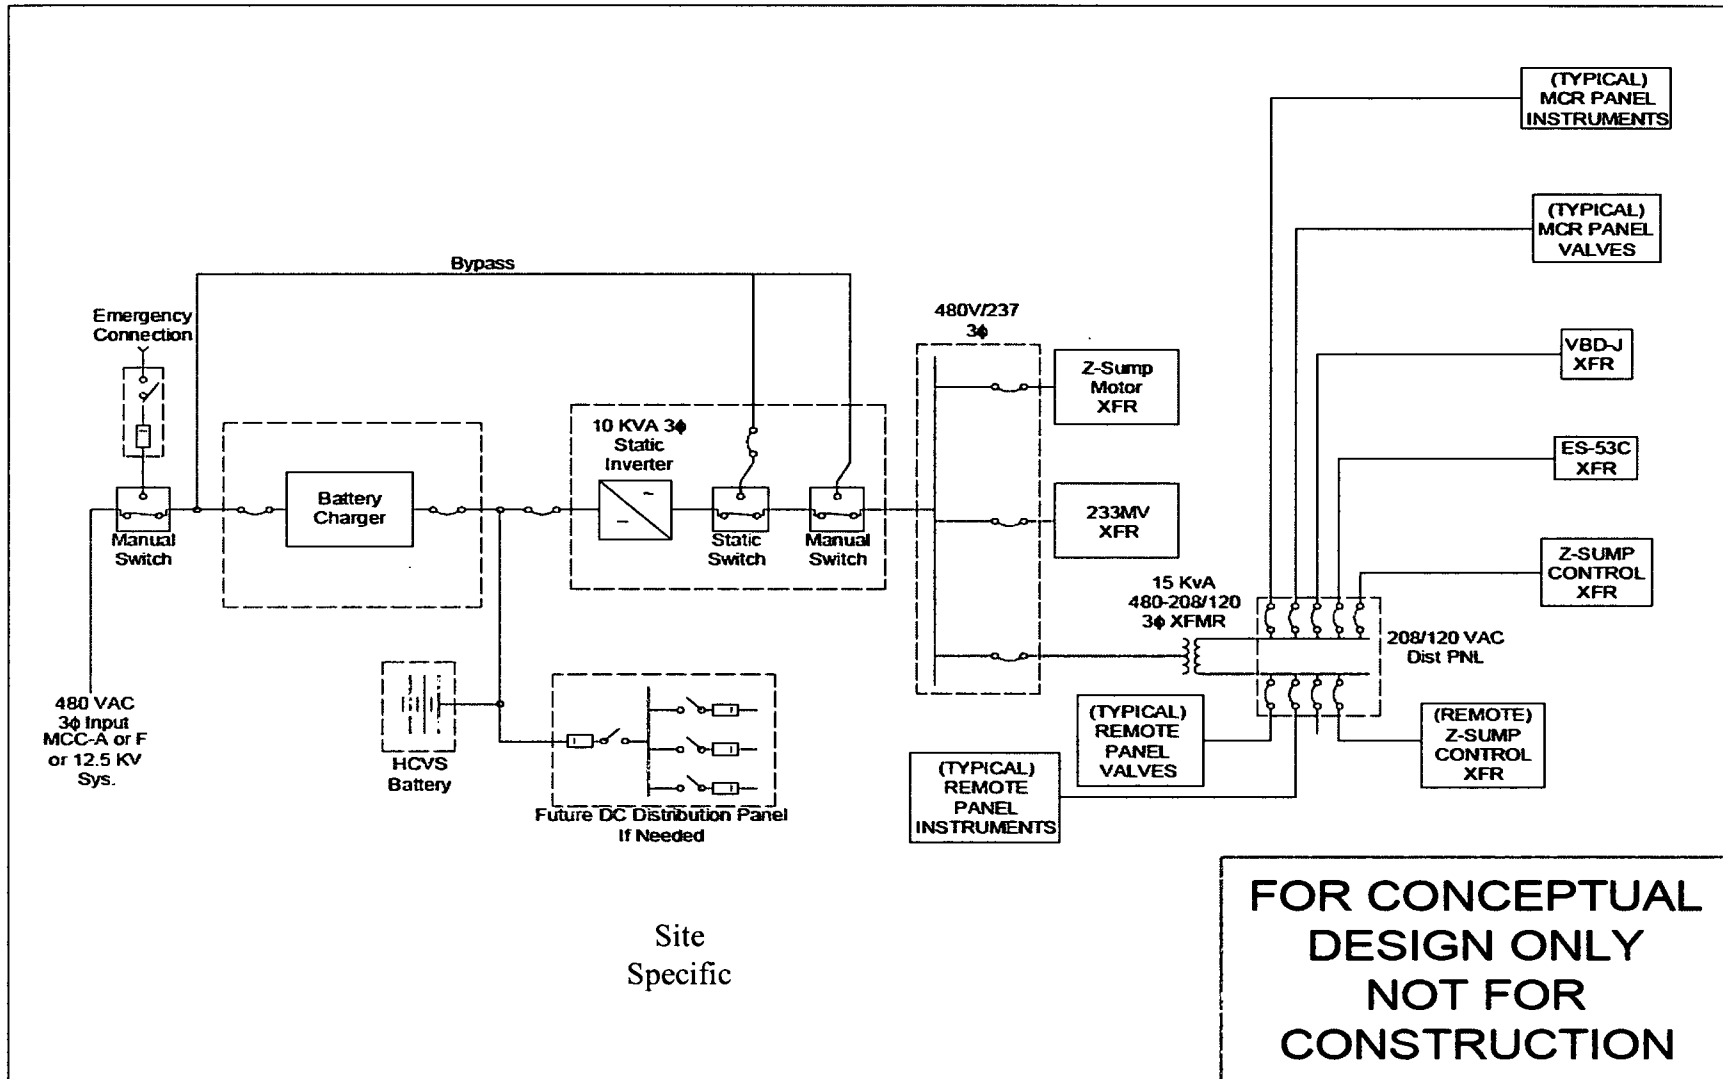 (TYPICAL)
MCR PANEL
INSTRUMENTS
(TYPICAL)
MCR PANEL
VALVES
Bypass
Emergency
Connection
480V/237
3ϕ
VBD-J
XFR
Z-Sump
Motor
XFR
10 KVA 3ϕ
Static
Inverter
ES-53C
XFR
Battery
Charger
233MV
XFR
Manual
Switch
Static
Switch
Manual
Switch
Z-SUMP
CONTROL
XFR
15 KvA
480-208/120
3ϕ XFMR
208/120 VAC
Dist PNL
480 VAC
3ϕ Input
MCC-A or F
or 12.5 KV
Sys.
HCVS
Battery
(TYPICAL)
REMOTE
PANEL
VALVES
(REMOTE)
Z-SUMP
CONTROL
XFR
(TYPICAL)
REMOTE
PANEL
INSTRUMENTS
Future DC Distribution Panel
If Needed
Site
Specific
FOR CONCEPTUAL
DESIGN ONLY
NOT FOR
CONSTRUCTION